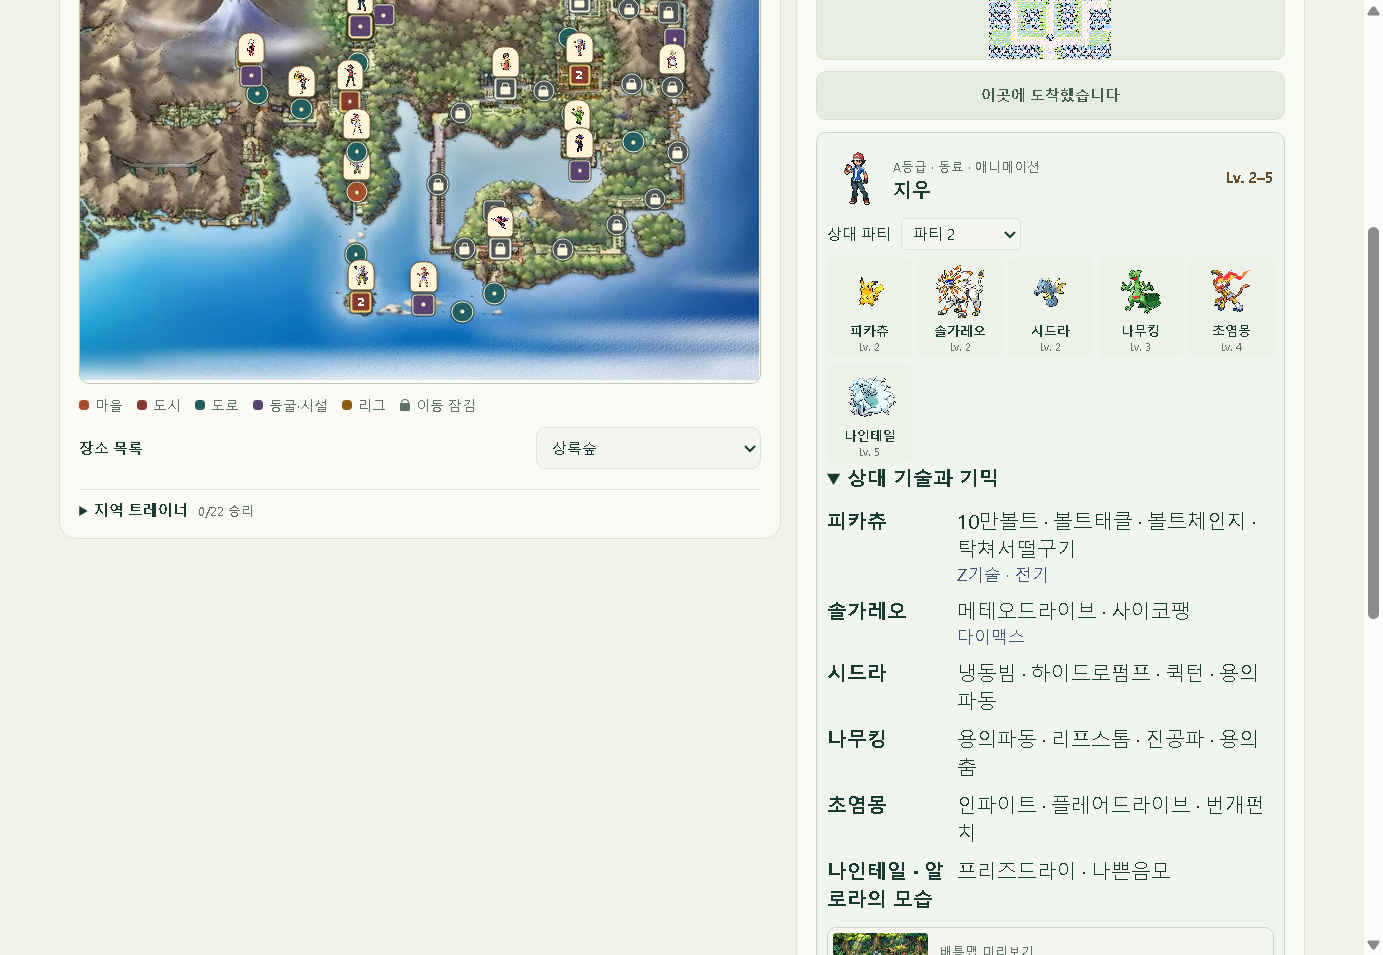 2
2
마을
도시
도로
동굴·시설
리그
이동 잠김
장소 목록
상록숲
▶ 지역 트레이너 0/22 승리
이곳에 도착했습니다
A등급 · 동료 · 애니메이션
지우
Lv. 2–5
상대 파티
파티 2
피카츄
Lv. 2
솔가레오
Lv. 2
시드라
Lv. 2
나무킹
Lv. 3
초염몽
Lv. 4
나인테일
Lv. 5
▼ 상대 기술과 기믹
피카츄
10만볼트 · 볼트태클 · 볼트체인지 ·
탁쳐서떨구기
Z기술 · 전기
솔가레오
메테오드라이브 · 사이코팽
다이맥스
시드라
냉동빔 · 하이드로펌프 · 퀵턴 · 용의
파동
나무킹
용의파동 · 리프스톰 · 진공파 · 용의
춤
초염몽
인파이트 · 플레어드라이브 · 번개펀
치
나인테일 · 알
로라의 모습
프리즈드라이 · 나쁜음모
배틀맵 미리보기